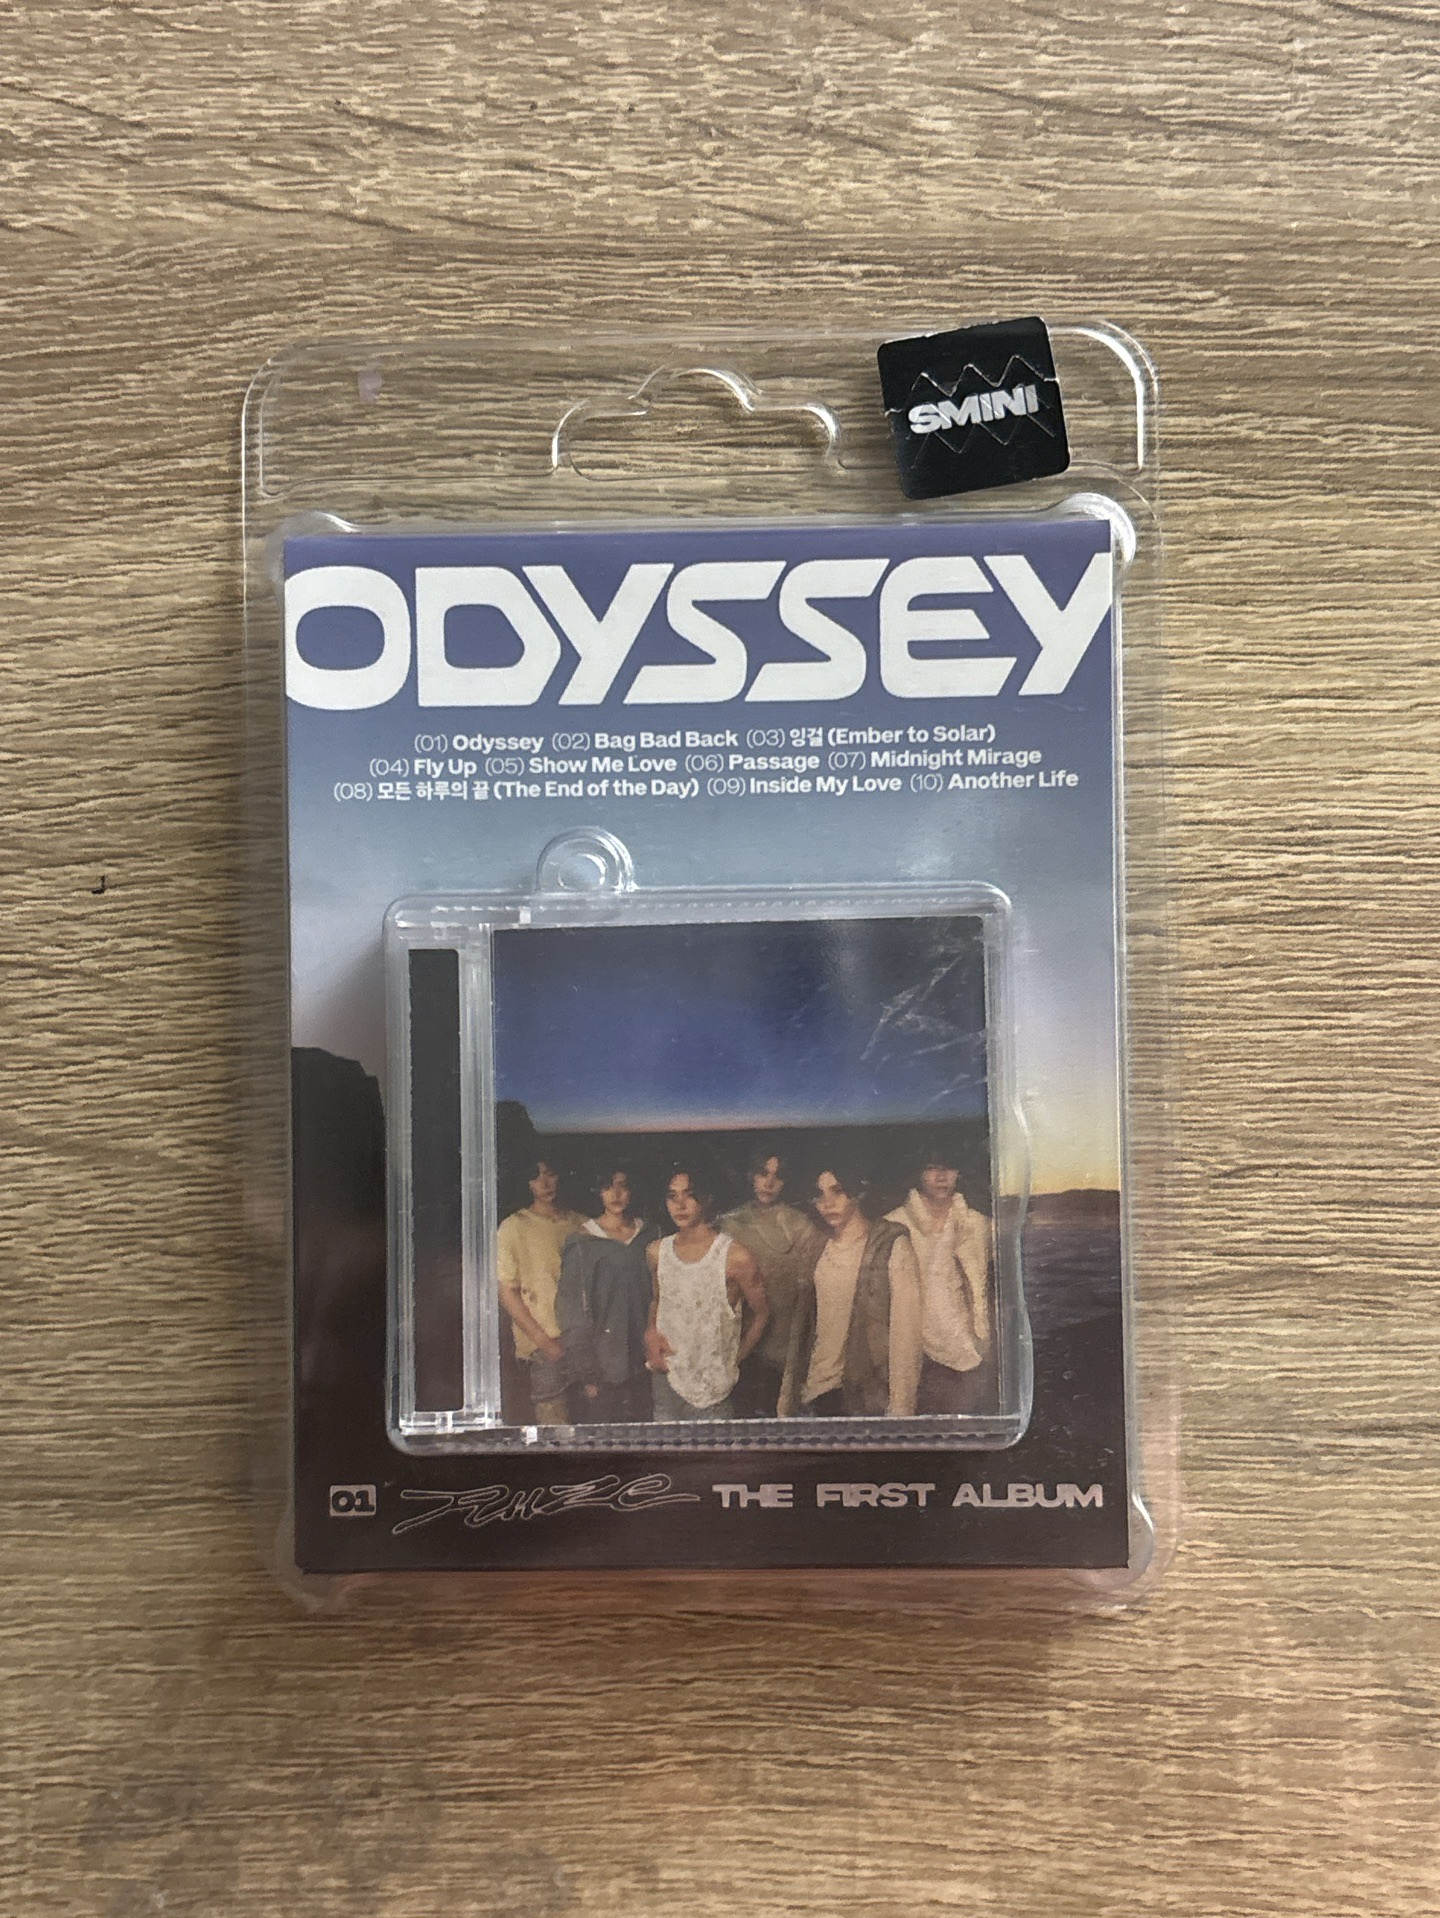 SMINI
ODYSSEY
(01) Odyssey (02) Bag Bad Back (03) 잉걸 (Ember to Solar)
(04) Fly Up (05) Show Me Love (06) Passage (07) Midnight Mirage
(08) 모든 하루의 끝 (The End of the Day) (09) Inside My Love (10) Another Life
01 RIIZE THE FIRST ALBUM